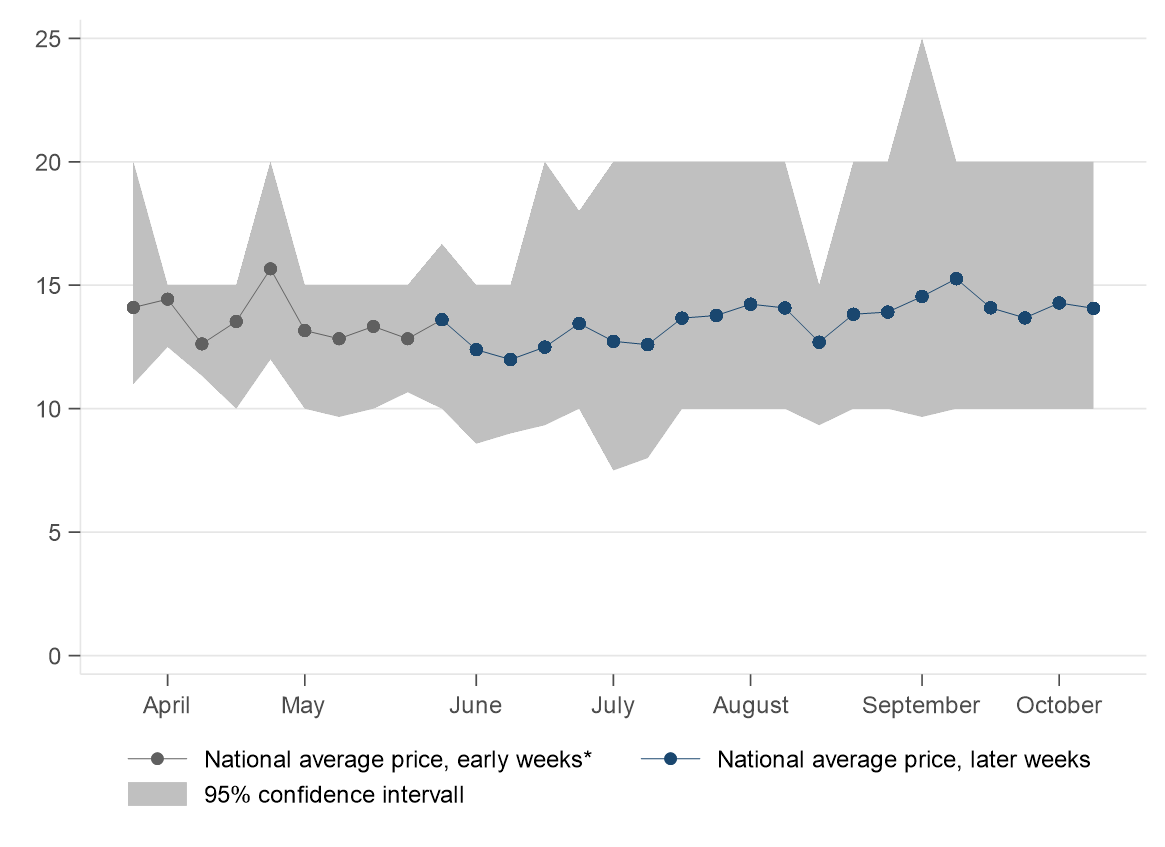 25
20
15
10
5
0
April May June July August September October
National average price, early weeks* National average price, later weeks
95% confidence intervall